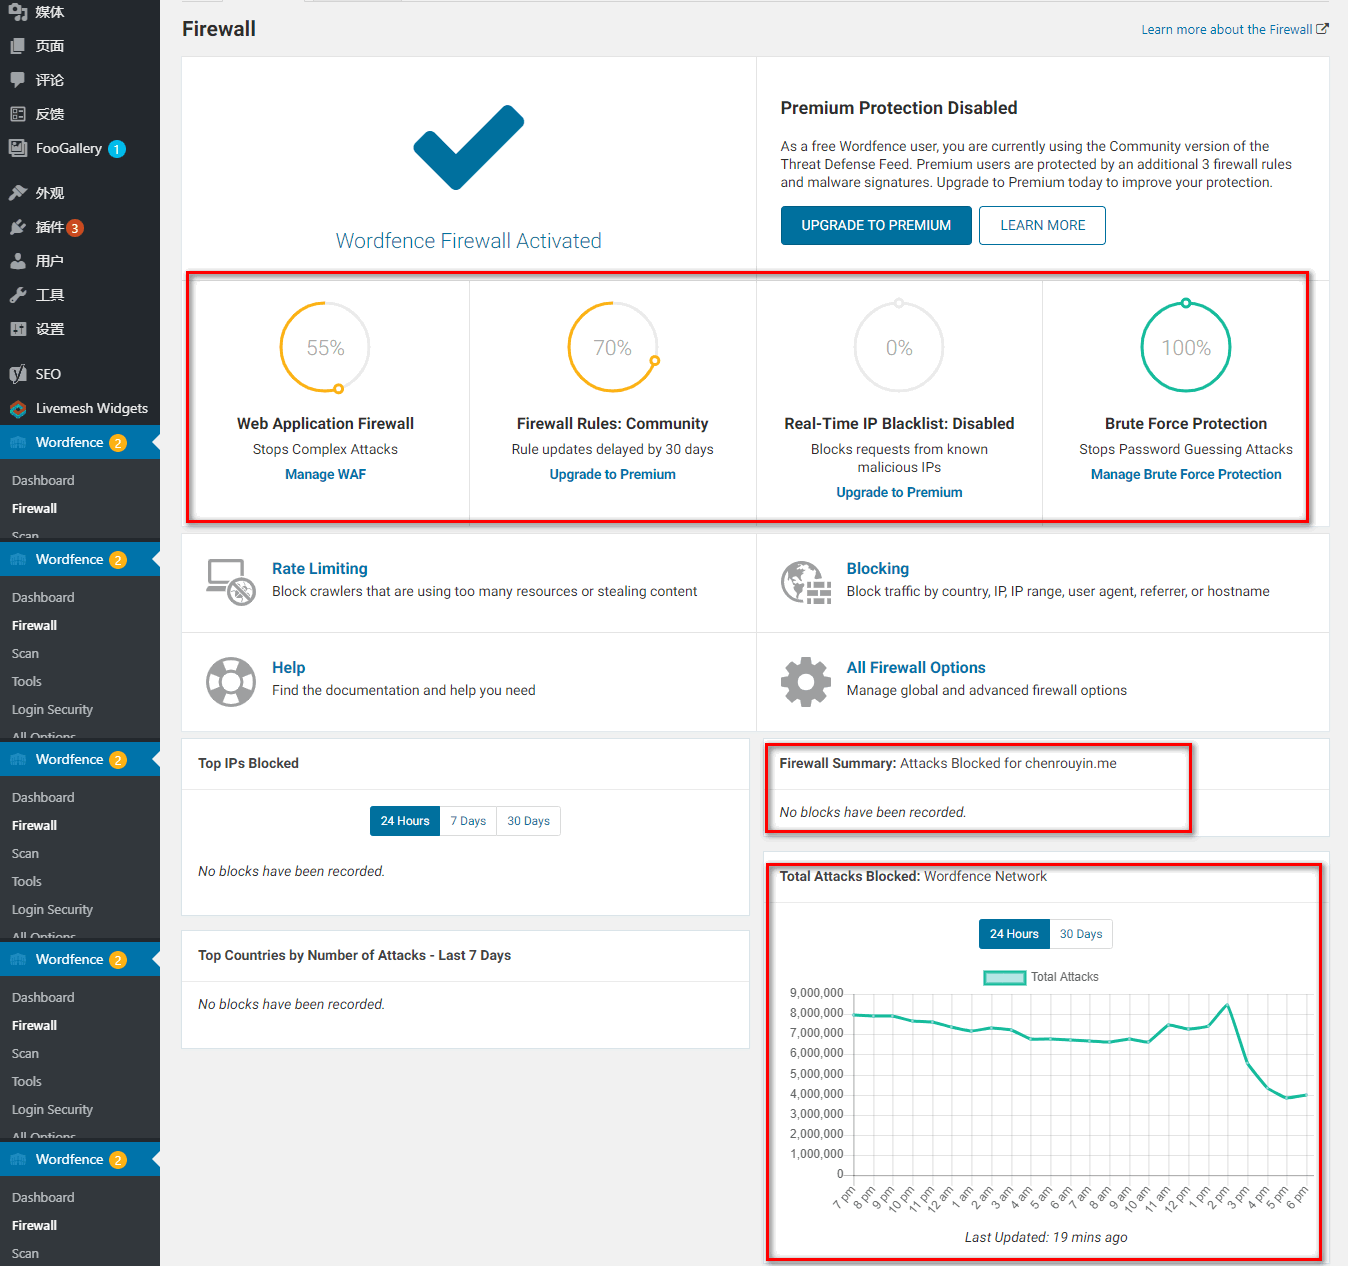 媒体
页面
评论
反馈
FooGallery 1
外观
插件 3
用户
工具
设置
SEO
Livemesh Widgets
Wordfence 2
Dashboard
Firewall
Scan
Wordfence 2
Dashboard
Firewall
Scan
Tools
Login Security
All Options
Wordfence 2
Dashboard
Firewall
Scan
Tools
Login Security
All Options
Wordfence 2
Dashboard
Firewall
Scan
Tools
Login Security
All Options
Wordfence 2
Dashboard
Firewall
Scan
Firewall
Learn more about the Firewall
Wordfence Firewall Activated
Premium Protection Disabled
As a free Wordfence user, you are currently using the Community version of the
Threat Defense Feed. Premium users are protected by an additional 3 firewall rules
and malware signatures. Upgrade to Premium today to improve your protection.
UPGRADE TO PREMIUM
LEARN MORE
55%
Web Application Firewall
Stops Complex Attacks
Manage WAF
70%
Firewall Rules: Community
Rule updates delayed by 30 days
Upgrade to Premium
0%
Real-Time IP Blacklist: Disabled
Blocks requests from known
malicious IPs
Upgrade to Premium
100%
Brute Force Protection
Stops Password Guessing Attacks
Manage Brute Force Protection
Rate Limiting
Block crawlers that are using too many resources or stealing content
Blocking
Block traffic by country, IP, IP range, user agent, referrer, or hostname
Help
Find the documentation and help you need
All Firewall Options
Manage global and advanced firewall options
Top IPs Blocked
24 Hours
7 Days
30 Days
No blocks have been recorded.
Top Countries by Number of Attacks - Last 7 Days
No blocks have been recorded.
Firewall Summary: Attacks Blocked for chenrouyin.me
No blocks have been recorded.
Total Attacks Blocked: Wordfence Network
24 Hours
30 Days
Total Attacks
9,000,000
8,000,000
7,000,000
6,000,000
5,000,000
4,000,000
3,000,000
2,000,000
1,000,000
0
7 pm
8 pm
9 pm
10 pm
11 pm
12 am
1 am
2 am
3 am
4 am
5 am
6 am
7 am
8 am
9 am
10 am
11 am
12 pm
1 pm
2 pm
3 pm
4 pm
5 pm
6 pm
Last Updated: 19 mins ago